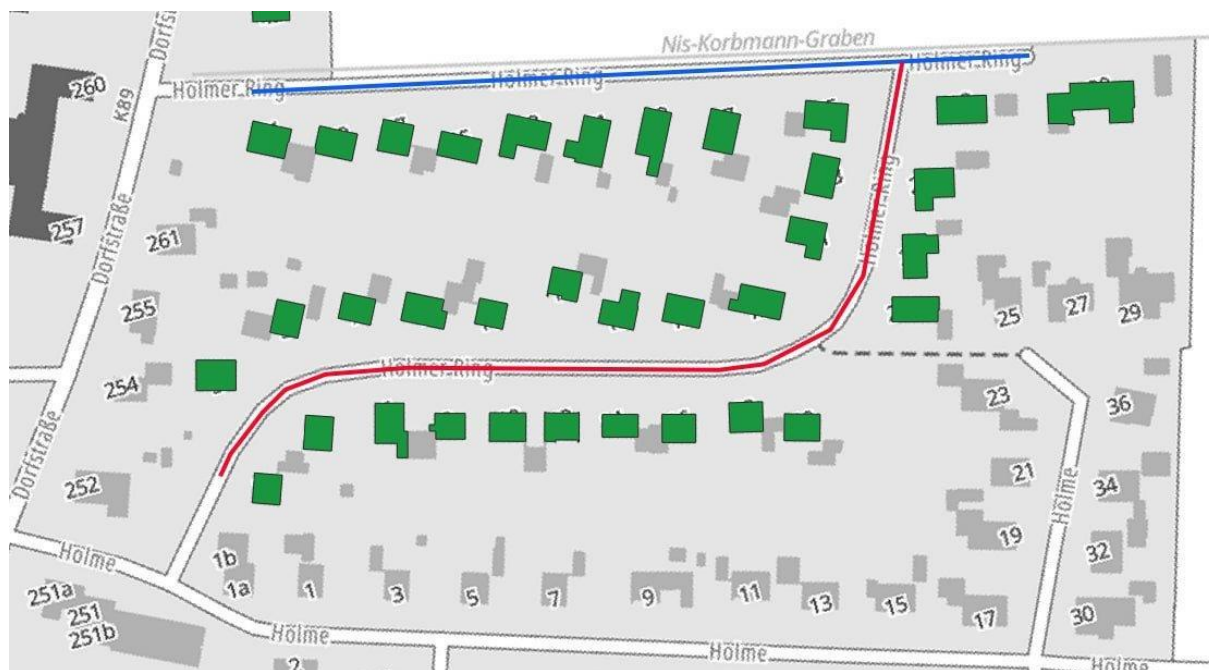 Dorfst
Nis-Korbmann-Graben
Holmer Ring
Holmer Ring
Holmer Ring
260
K89
Holmer Ring
257
Dorfstraße
261
255
25
27
29
Holmer Ring
254
23
36
Dorfstraße
252
21
34
Holme
19
32
Holme
1b
1a
1
3
5
7
9
11
13
15
17
30
251a
251
251b
Holme
Holme
Holme
2